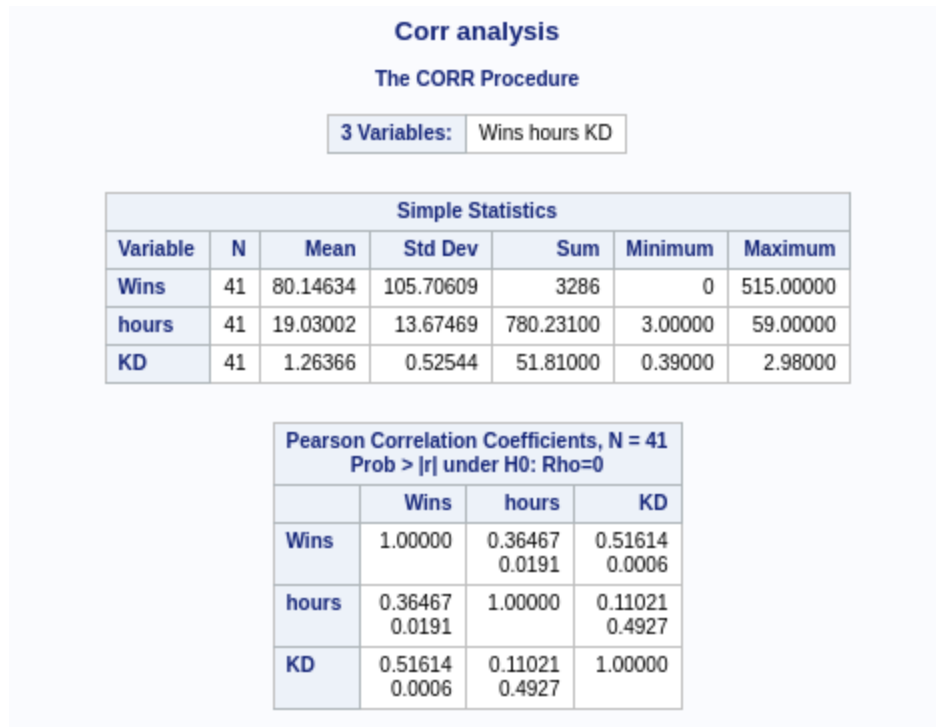 Corr analysis
The CORR Procedure
3 Variables: Wins hours KD
Simple Statistics
Variable N Mean Std Dev Sum Minimum Maximum
Wins 41 80.14634 105.70609 3286 0 515.00000
hours 41 19.03002 13.67469 780.23100 3.00000 59.00000
KD 41 1.26366 0.52544 51.81000 0.39000 2.98000
Pearson Correlation Coefficients, N = 41
Prob > |r| under H0: Rho=0
Wins hours KD
Wins 1.00000 0.36467 0.51614
0.0191 0.0006
hours 0.36467 1.00000 0.11021
0.0191 0.4927
KD 0.51614 0.11021 1.00000
0.0006 0.4927